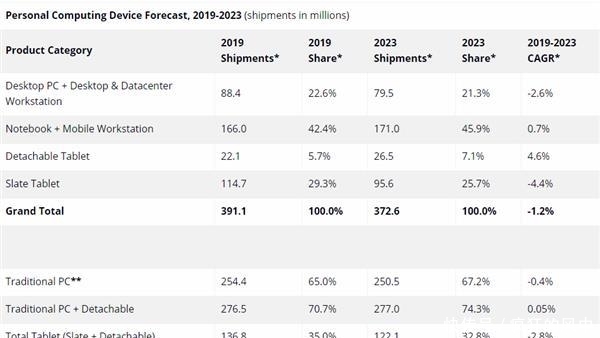 Personal Computing Device Forecast, 2019-2023 (shipments in millions)
Product Category 2019 Shipments* 2019 Share* 2023 Shipments* 2023 Share* 2019-2023 CAGR*
Desktop PC + Desktop & Datacenter Workstation 88.4 22.6% 79.5 21.3% -2.6%
Notebook + Mobile Workstation 166.0 42.4% 171.0 45.9% 0.7%
Detachable Tablet 22.1 5.7% 26.5 7.1% 4.6%
Slate Tablet 114.7 29.3% 95.6 25.7% -4.4%
Grand Total 391.1 100.0% 372.6 100.0% -1.2%
Traditional PC** 254.4 65.0% 250.5 67.2% -0.4%
Traditional PC + Detachable 276.5 70.7% 277.0 74.3% 0.05%
Total Tablet (Slate + Detachable) 136.8 35.0% 122.1 32.8% -2.8%